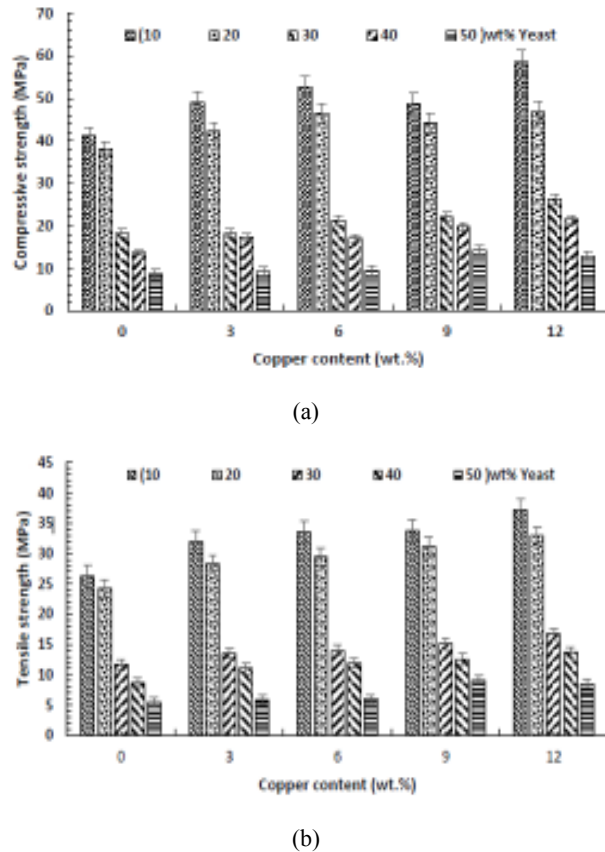 (10 20 30 40 50 )wt% Yeast
70
60
50
40
30
20
10
0
Compressive strength (MPa)
0 3 6 9 12
Copper content (wt.%)
(a)
(10 20 30 40 50 )wt% Yeast
45
40
35
30
25
20
15
10
5
0
Tensile strength (MPa)
0 3 6 9 12
Copper content (wt.%)
(b)